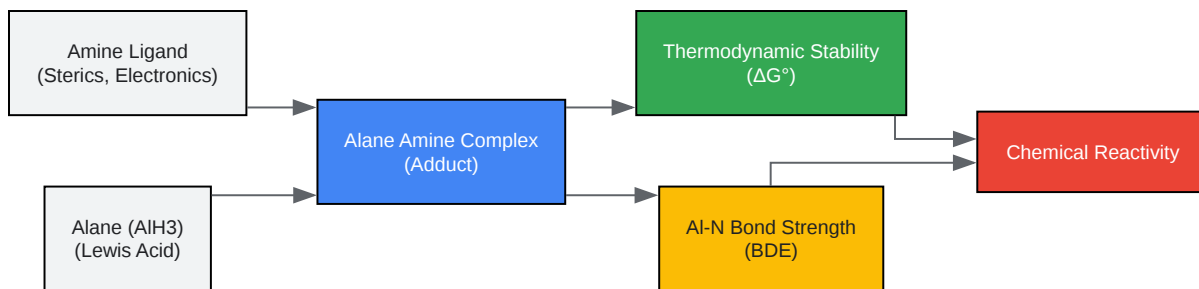 Amine Ligand
(Sterics, Electronics)
Alane (AlH3)
(Lewis Acid)
Alane Amine Complex
(Adduct)
Thermodynamic Stability
(ΔG°)
Al-N Bond Strength
(BDE)
Chemical Reactivity